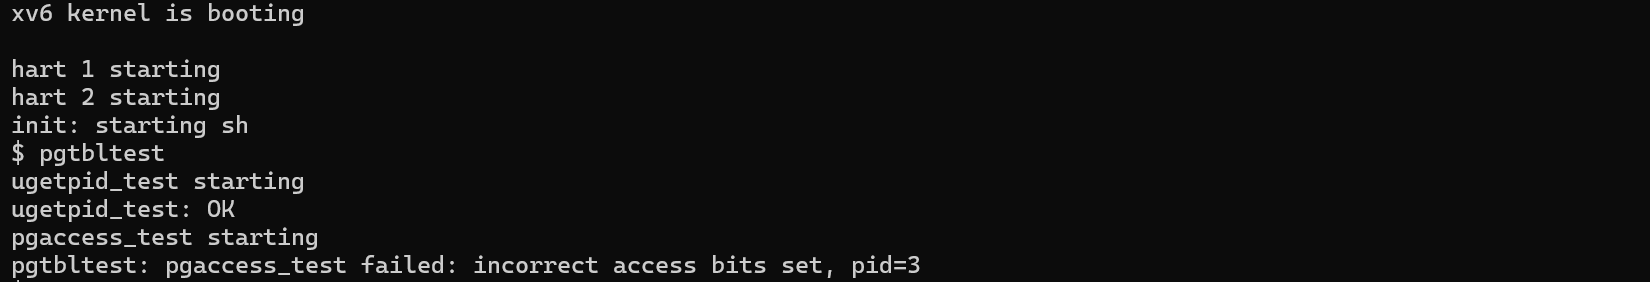 xv6 kernel is booting
hart 1 starting
hart 2 starting
init: starting sh
$ pgtbltest
ugetpid_test starting
ugetpid_test: OK
pgaccess_test starting
pgtbltest: pgaccess_test failed: incorrect access bits set, pid=3